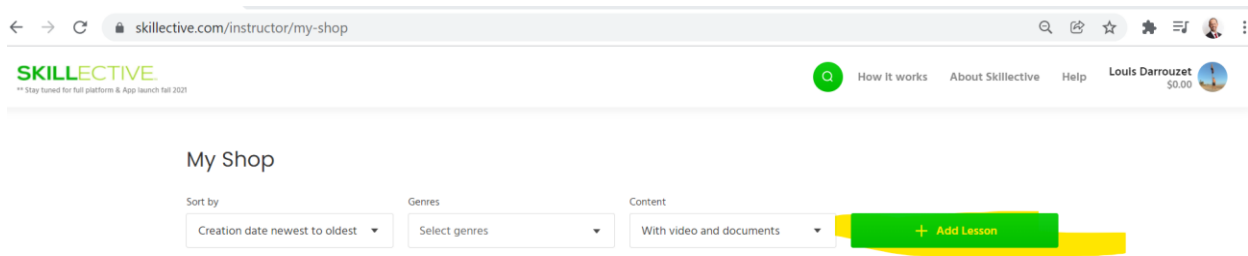 skillective.com/instructor/my-shop
SKILLECTIVE.
** Stay tuned for full platform & App launch fall 2021
How It works About Skillective Help Louis Darrouzet
$0.00
My Shop
Sort by Genres Content
Creation date newest to oldest Select genres With video and documents + Add Lesson